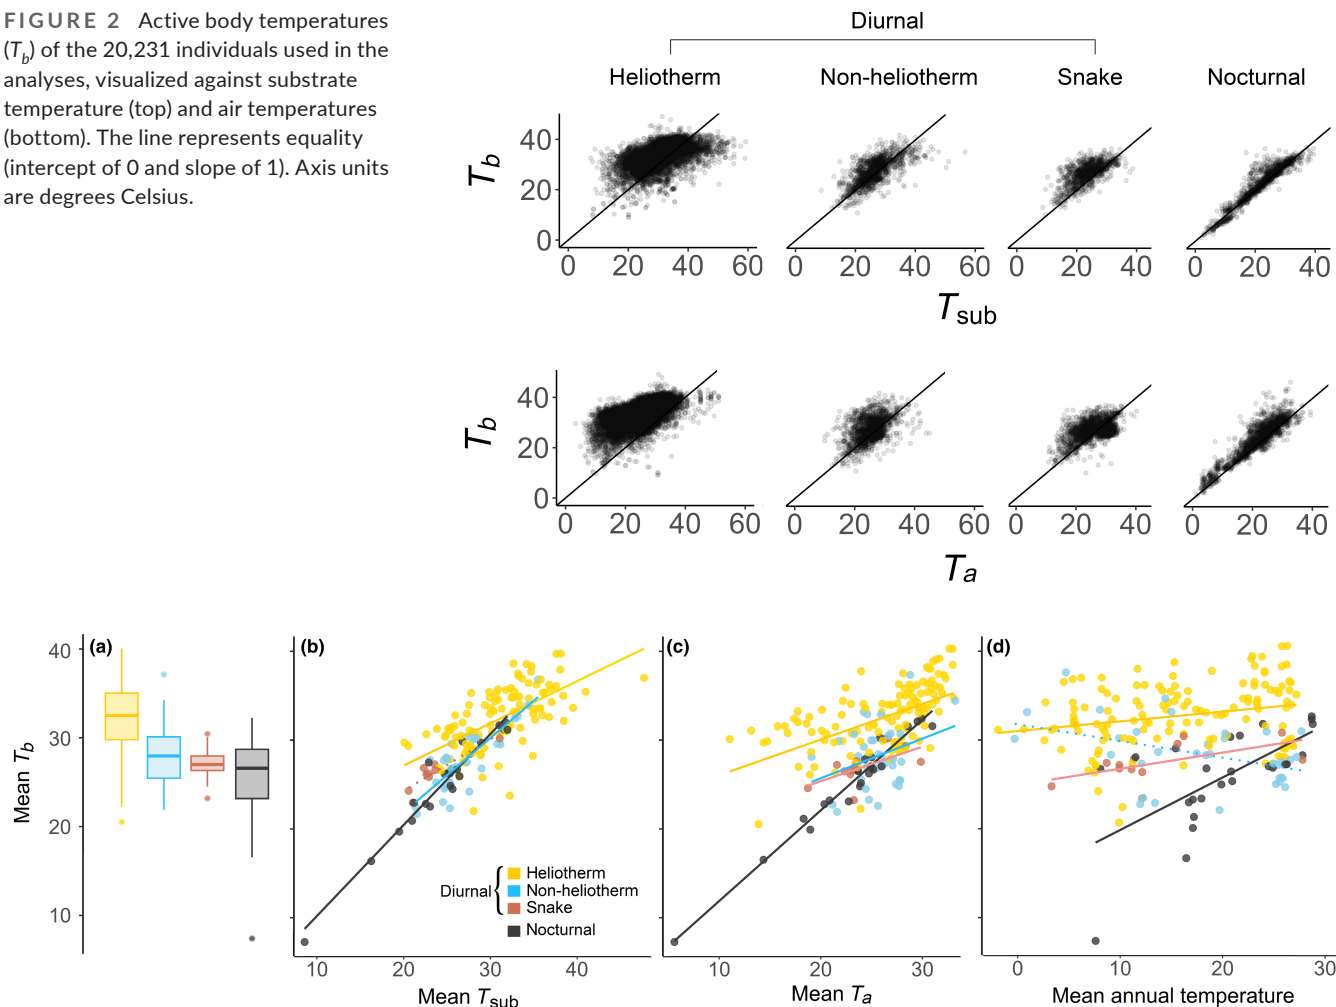 FIGURE 2 Active body temperatures
(Tb) of the 20,231 individuals used in the
analyses, visualized against substrate
temperature (top) and air temperatures
(bottom). The line represents equality
(intercept of 0 and slope of 1). Axis units
are degrees Celsius.
Diurnal
Heliotherm Non-heliotherm Snake Nocturnal
Tb
40
20
0
0 20 40 60 0 20 40 60 0 20 40 0 20 40
Tsub
Tb
40
20
0
0 20 40 60 0 20 40 60 0 20 40 0 20 40
Ta
(a) (b) (c) (d)
Mean Tb
40
30
20
10
Diurnal
Heliotherm
Non-heliotherm
Snake
Nocturnal
10 20 30 40 10 20 30 0 10 20 30
Mean Tsub Mean Ta Mean annual temperature